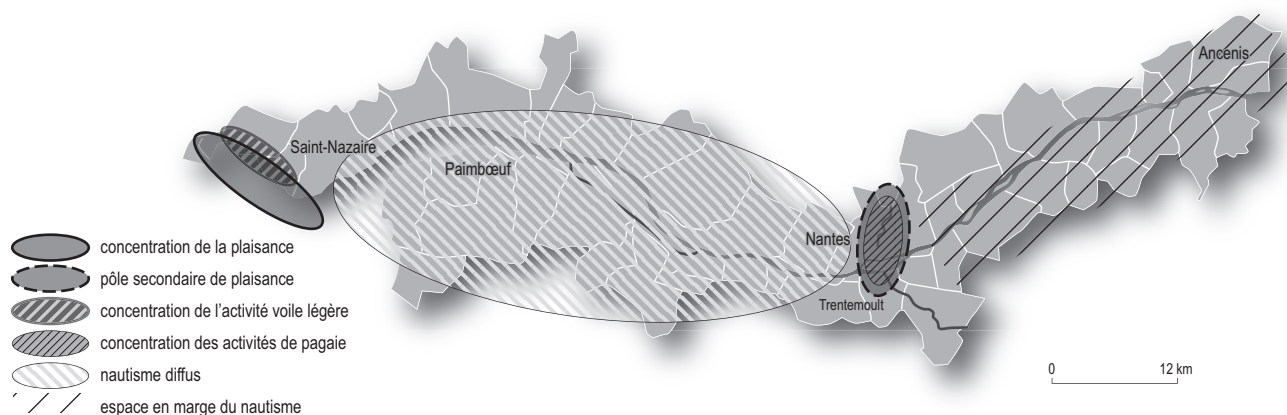 Ancenis
Saint-Nazaire
Paimbœuf
Nantes
Trentemoult
concentration de la plaisance
pôle secondaire de plaisance
concentration de l'activité voile légère
concentration des activités de pagaie
nautisme diffus
espace en marge du nautisme
0 12 km